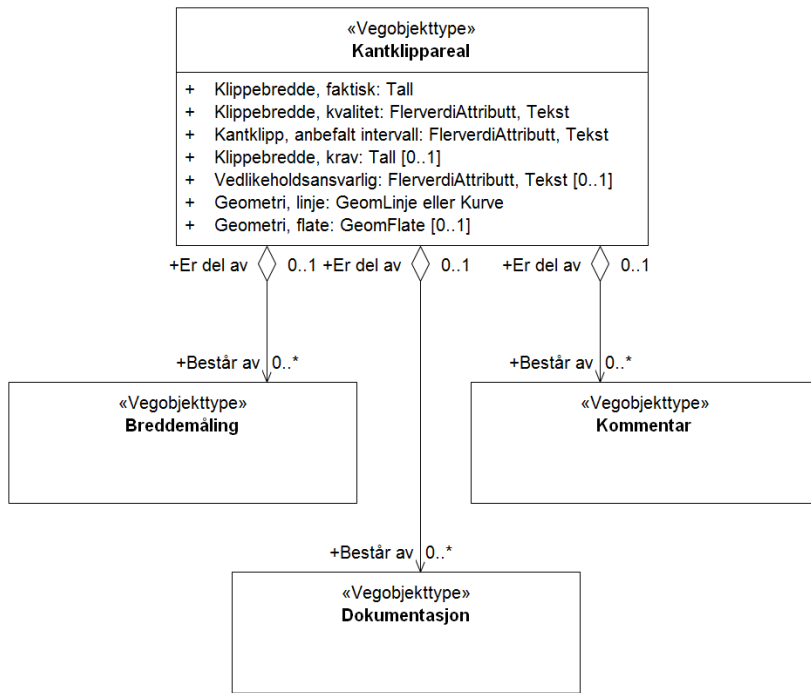 «Vegobjekttype»
Kantklippareal
+ Klippebredde, faktisk: Tall
+ Klippebredde, kvalitet: FlerverdiAttributt, Tekst
+ Kantklipp, anbefalt intervall: FlerverdiAttributt, Tekst
+ Klippebredde, krav: Tall [0..1]
+ Vedlikeholdsansvarlig: FlerverdiAttributt, Tekst [0..1]
+ Geometri, linje: GeomLinje eller Kurve
+ Geometri, flate: GeomFlate [0..1]
+Er del av 0..1 +Er del av 0..1 +Er del av 0..1
+Består av 0..* +Består av 0..*
«Vegobjekttype» «Vegobjekttype»
Breddemåling Kommentar
+Består av 0..*
«Vegobjekttype»
Dokumentasjon